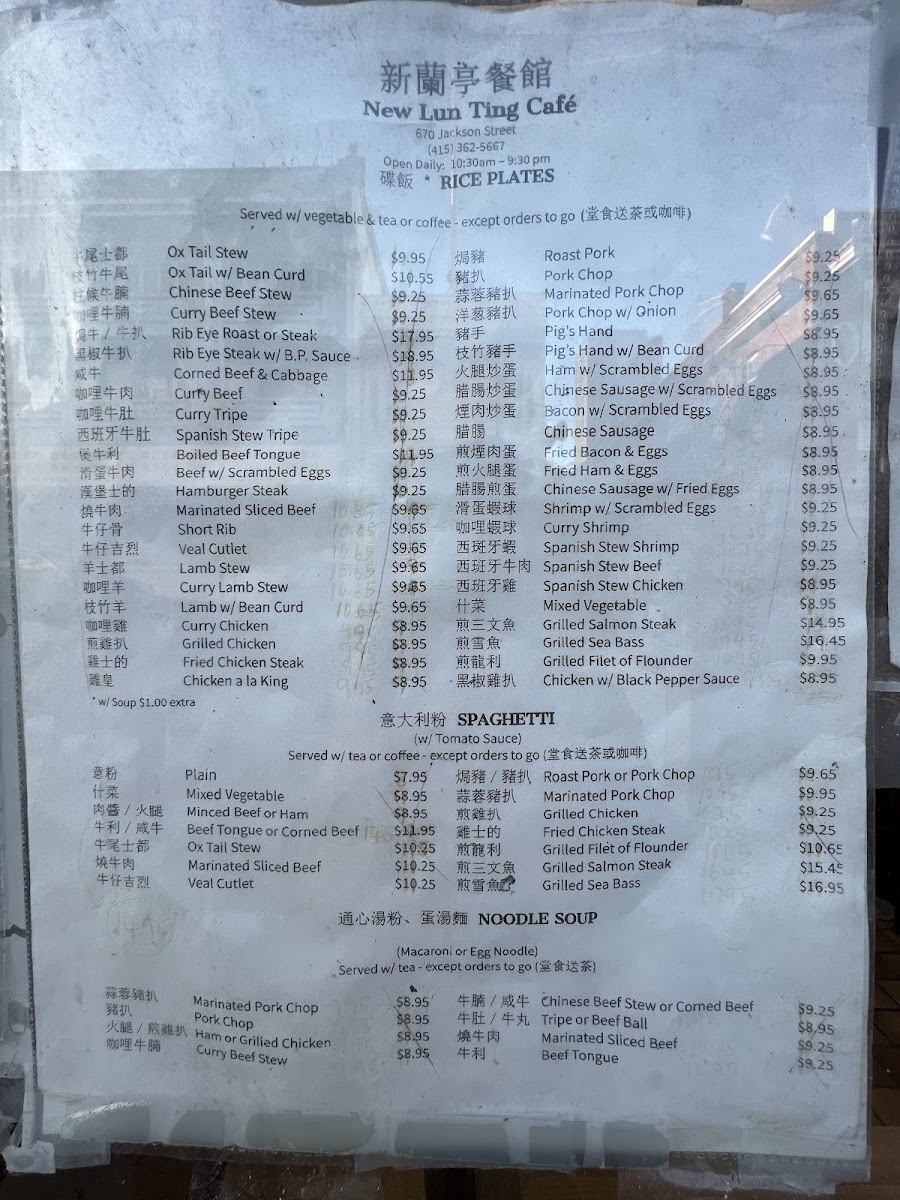 新蘭亭餐館
New Lun Ting Café
670 Jackson Street
(415) 362-5667
Open Daily: 10:30am – 9:30 pm
碟飯 * RICE PLATES
Served w/ vegetable & tea or coffee - except orders to go (堂食送茶或咖啡)
牛尾士都 Ox Tail Stew $9.95
枝竹牛尾 Ox Tail w/ Bean Curd $10.55
柱候牛腩 Chinese Beef Stew $9.25
咖哩牛腩 Curry Beef Stew $9.25
焗牛 / 牛扒 Rib Eye Roast or Steak $17.95
黑椒牛扒 Rib Eye Steak w/ B.P. Sauce $18.95
咸牛 Corned Beef & Cabbage $11.95
咖哩牛肉 Curry Beef $9.25
咖哩牛肚 Curry Tripe $9.25
西班牙牛肚 Spanish Stew Tripe $9.25
煲牛利 Boiled Beef Tongue $11.95
滑蛋牛肉 Beef w/ Scrambled Eggs $9.25
漢堡士的 Hamburger Steak $9.25
燒牛肉 Marinated Sliced Beef $9.65
牛仔骨 Short Rib $9.65
牛仔吉烈 Veal Cutlet $9.65
羊士都 Lamb Stew $9.65
咖哩羊 Curry Lamb Stew $9.65
枝竹羊 Lamb w/ Bean Curd $9.65
咖哩雞 Curry Chicken $8.95
煎雞扒 Grilled Chicken $8.95
雞士的 Fried Chicken Steak $8.95
雞皇 Chicken a la King $8.95
* w/ Soup $1.00 extra
焗豬 Roast Pork $9.25
豬扒 Pork Chop $9.25
蒜蓉豬扒 Marinated Pork Chop $9.65
洋葱豬扒 Pork Chop w/ Onion $9.65
豬手 Pig's Hand $8.95
枝竹豬手 Pig's Hand w/ Bean Curd $8.95
火腿炒蛋 Ham w/ Scrambled Eggs $8.95
腊腸炒蛋 Chinese Sausage w/ Scrambled Eggs $8.95
煙肉炒蛋 Bacon w/ Scrambled Eggs $8.95
腊腸 Chinese Sausage $8.95
煎煙肉蛋 Fried Bacon & Eggs $8.95
煎火腿蛋 Fried Ham & Eggs $8.95
腊腸煎蛋 Chinese Sausage w/ Fried Eggs $8.95
滑蛋蝦球 Shrimp w/ Scrambled Eggs $9.25
咖哩蝦球 Curry Shrimp $9.25
西班牙蝦 Spanish Stew Shrimp $9.25
西班牙牛肉 Spanish Stew Beef $9.25
西班牙雞 Spanish Stew Chicken $8.95
什菜 Mixed Vegetable $8.95
煎三文魚 Grilled Salmon Steak $14.95
煎雪魚 Grilled Sea Bass $16.45
煎龍利 Grilled Filet of Flounder $9.95
黑椒雞扒 Chicken w/ Black Pepper Sauce $8.95
意大利粉 SPAGHETTI
(w/ Tomato Sauce)
Served w/ tea or coffee - except orders to go (堂食送茶或咖啡)
意粉 Plain $7.95
什菜 Mixed Vegetable $8.95
肉醬 / 火腿 Minced Beef or Ham $8.95
牛利 / 咸牛 Beef Tongue or Corned Beef $11.95
牛尾士都 Ox Tail Stew $10.25
燒牛肉 Marinated Sliced Beef $10.25
牛仔吉烈 Veal Cutlet $10.25
焗豬 / 豬扒 Roast Pork or Pork Chop $9.65
蒜蓉豬扒 Marinated Pork Chop $9.95
煎雞扒 Grilled Chicken $9.25
雞士的 Fried Chicken Steak $9.25
煎龍利 Grilled Filet of Flounder $10.65
煎三文魚 Grilled Salmon Steak $15.45
煎雪魚 Grilled Sea Bass $16.95
通心湯粉、蛋湯麵 NOODLE SOUP
(Macaroni or Egg Noodle)
Served w/ tea - except orders to go (堂食送茶)
蒜蓉豬扒 Marinated Pork Chop $8.95
豬扒 Pork Chop $8.95
火腿 / 煎雞扒 Ham or Grilled Chicken $8.95
咖哩牛腩 Curry Beef Stew $8.95
牛腩 / 咸牛 Chinese Beef Stew or Corned Beef $9.25
牛肚 / 牛丸 Tripe or Beef Ball $8.95
燒牛肉 Marinated Sliced Beef $9.25
牛利 Beef Tongue $9.25